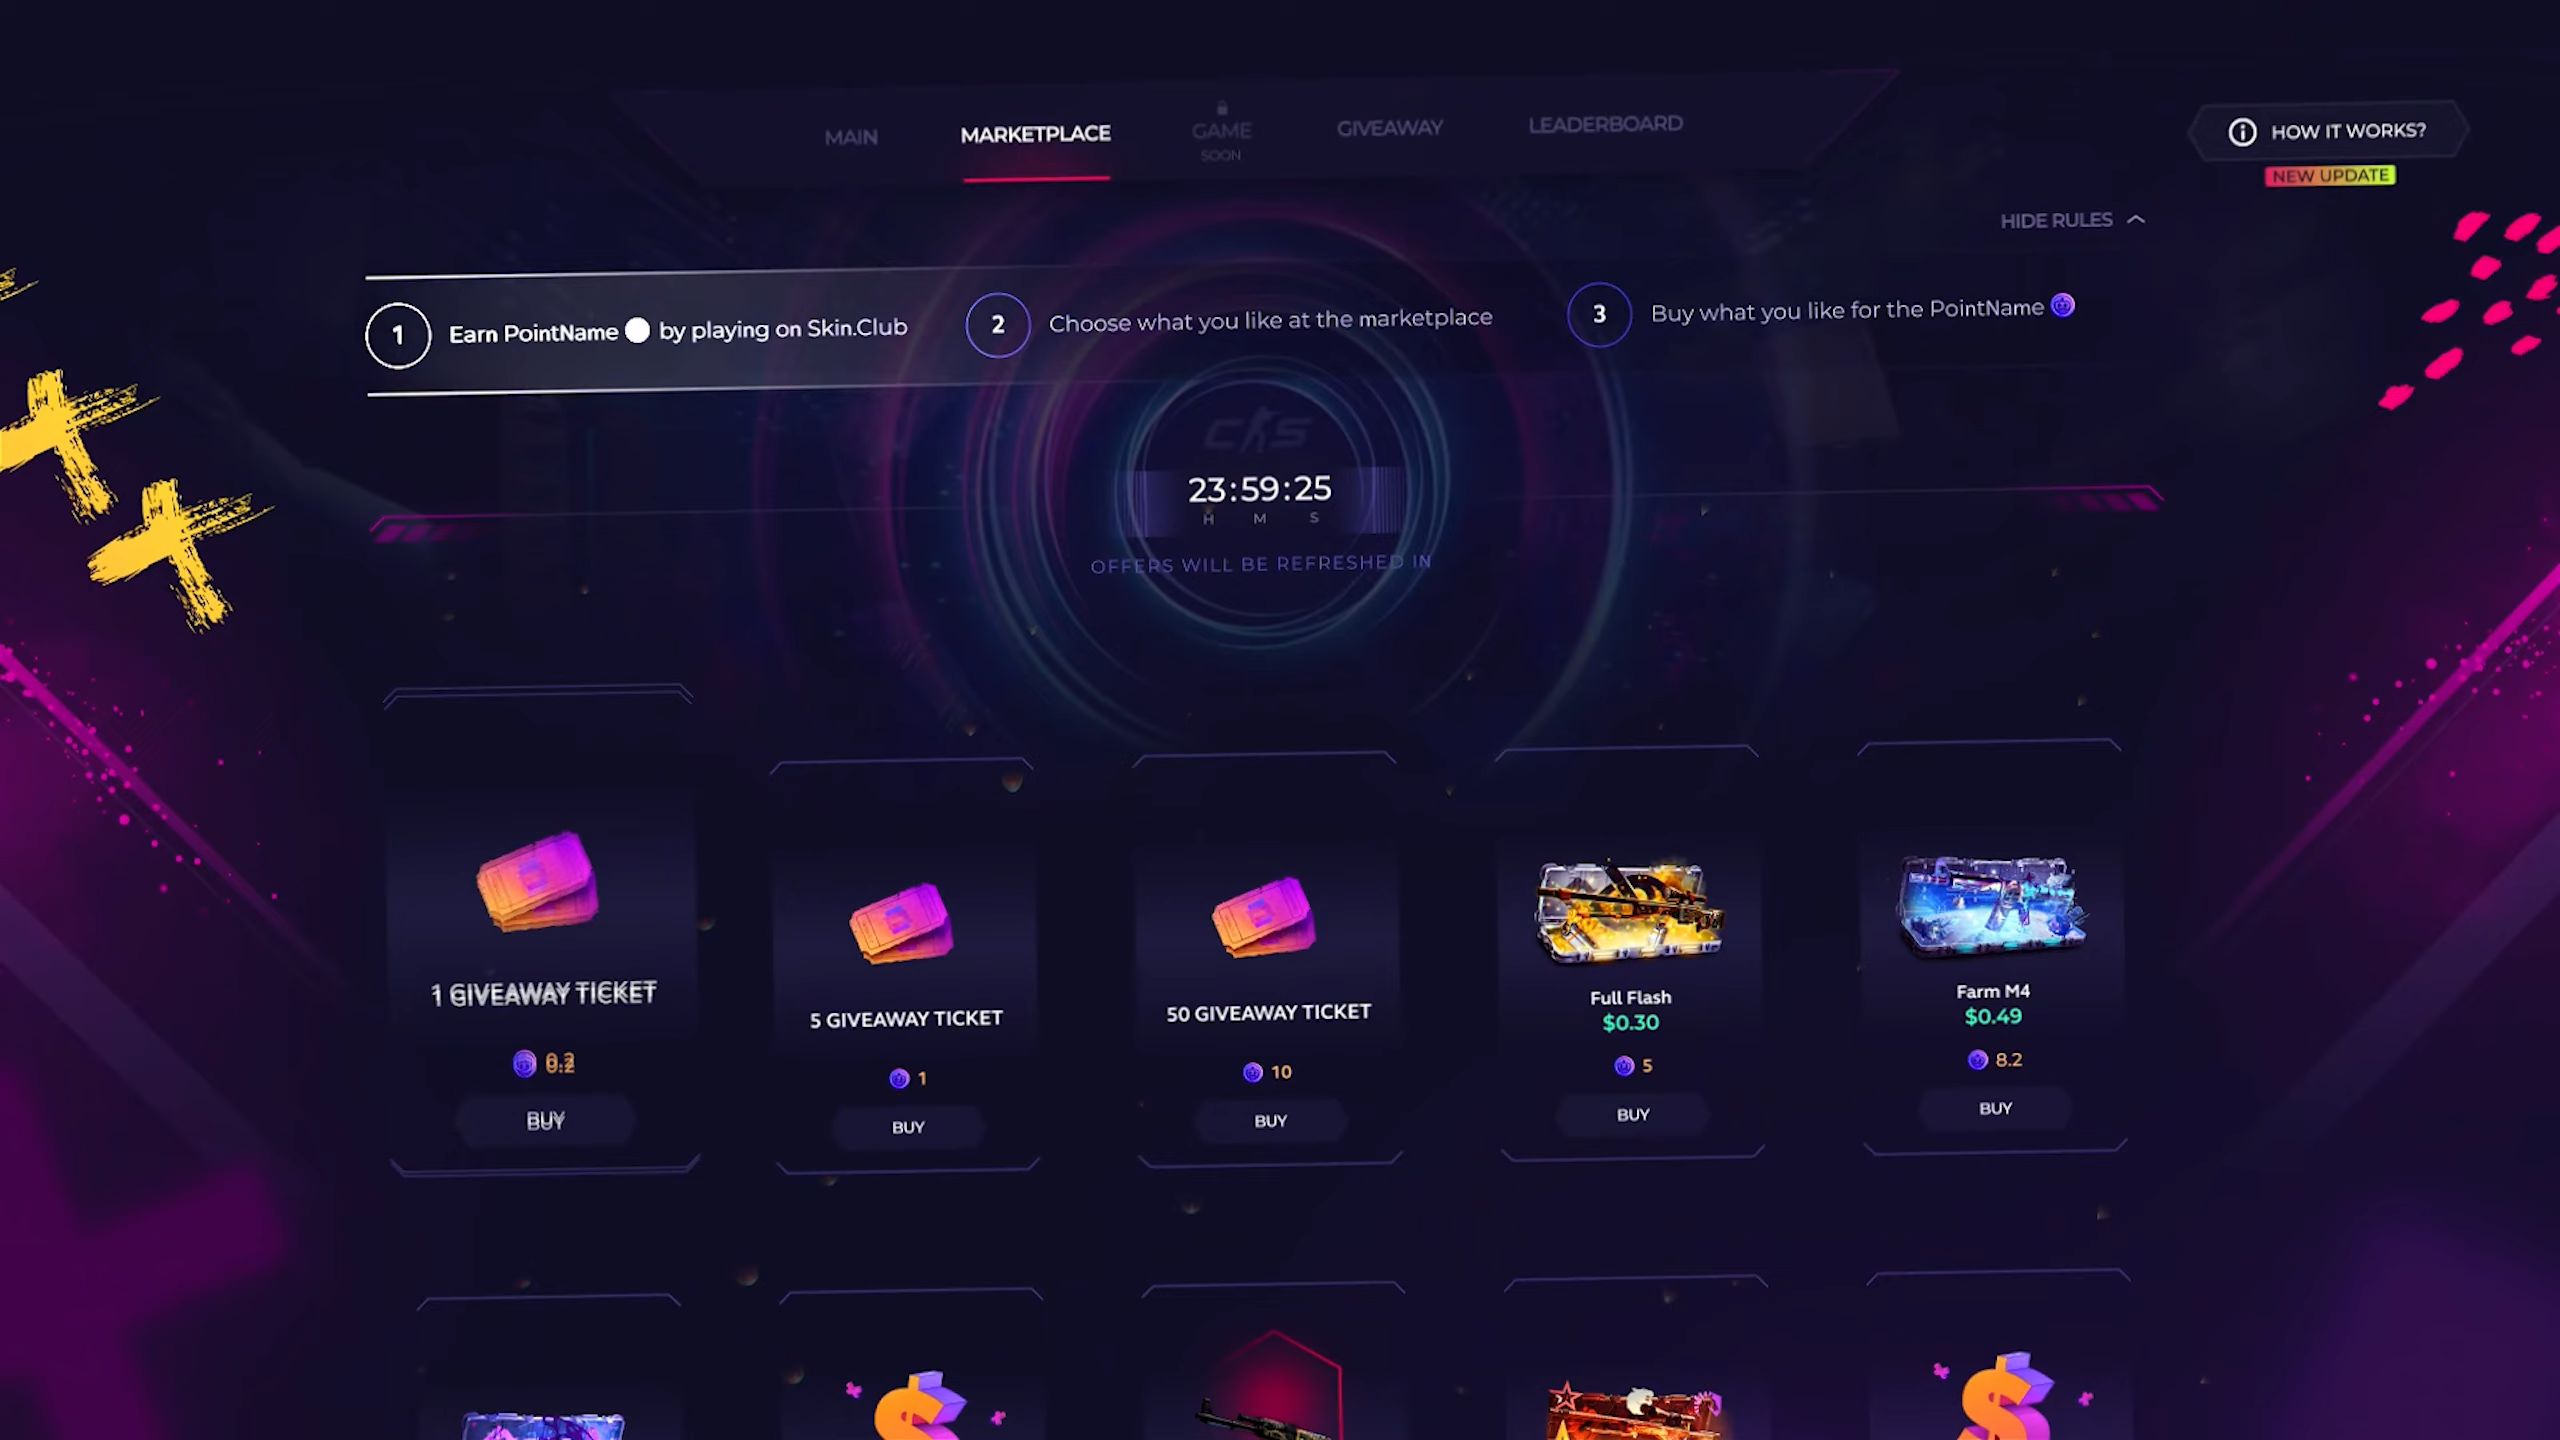 MAIN
MARKETPLACE
GAME
SOON
GIVEAWAY
LEADERBOARD
HOW IT WORKS?
NEW UPDATE
HIDE RULES
1 Earn PointName by playing on Skin.Club
2 Choose what you like at the marketplace
3 Buy what you like for the PointName
CS
23:59:25
H M S
OFFERS WILL BE REFRESHED IN
1 GIVEAWAY TICKET
0.2
BUY
5 GIVEAWAY TICKET
1
BUY
50 GIVEAWAY TICKET
10
BUY
Full Flash
$0.30
5
BUY
Farm M4
$0.49
8.2
BUY